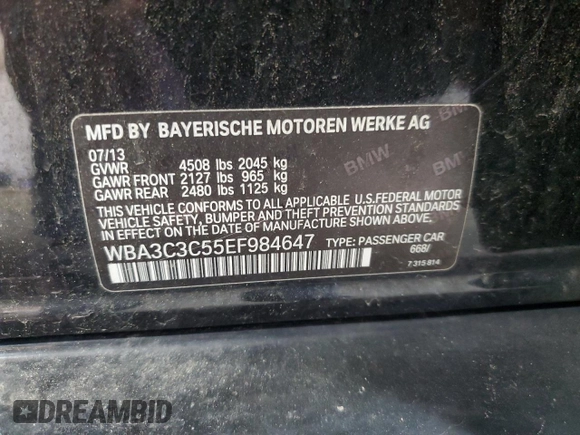 MFD BY BAYERISCHE MOTOREN WERKE AG
07/13
GVWR 4508 lbs 2045 kg
GAWR FRONT 2127 lbs 965 kg
GAWR REAR 2480 lbs 1125 kg
THIS VEHICLE CONFORMS TO ALL APPLICABLE U.S.FEDERAL MOTOR
VEHICLE SAFETY, BUMPER AND THEFT PREVENTION STANDARDS
IN EFFECT ON THE DATE OF MANUFACTURE SHOWN ABOVE.
WBA3C3C55EF984647 TYPE: PASSENGER CAR
668/
7 315 814
BMW
BMW
BMW
DREAMBID